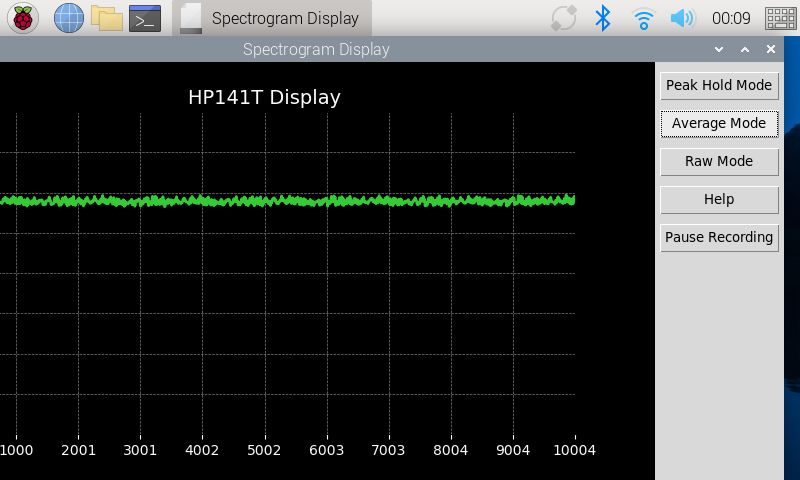 Spectrogram Display
00:09
Spectrogram Display
HP141T Display
Peak Hold Mode
Average Mode
Raw Mode
Help
Pause Recording
1000 2001 3001 4002 5002 6003 7003 8004 9004 10004